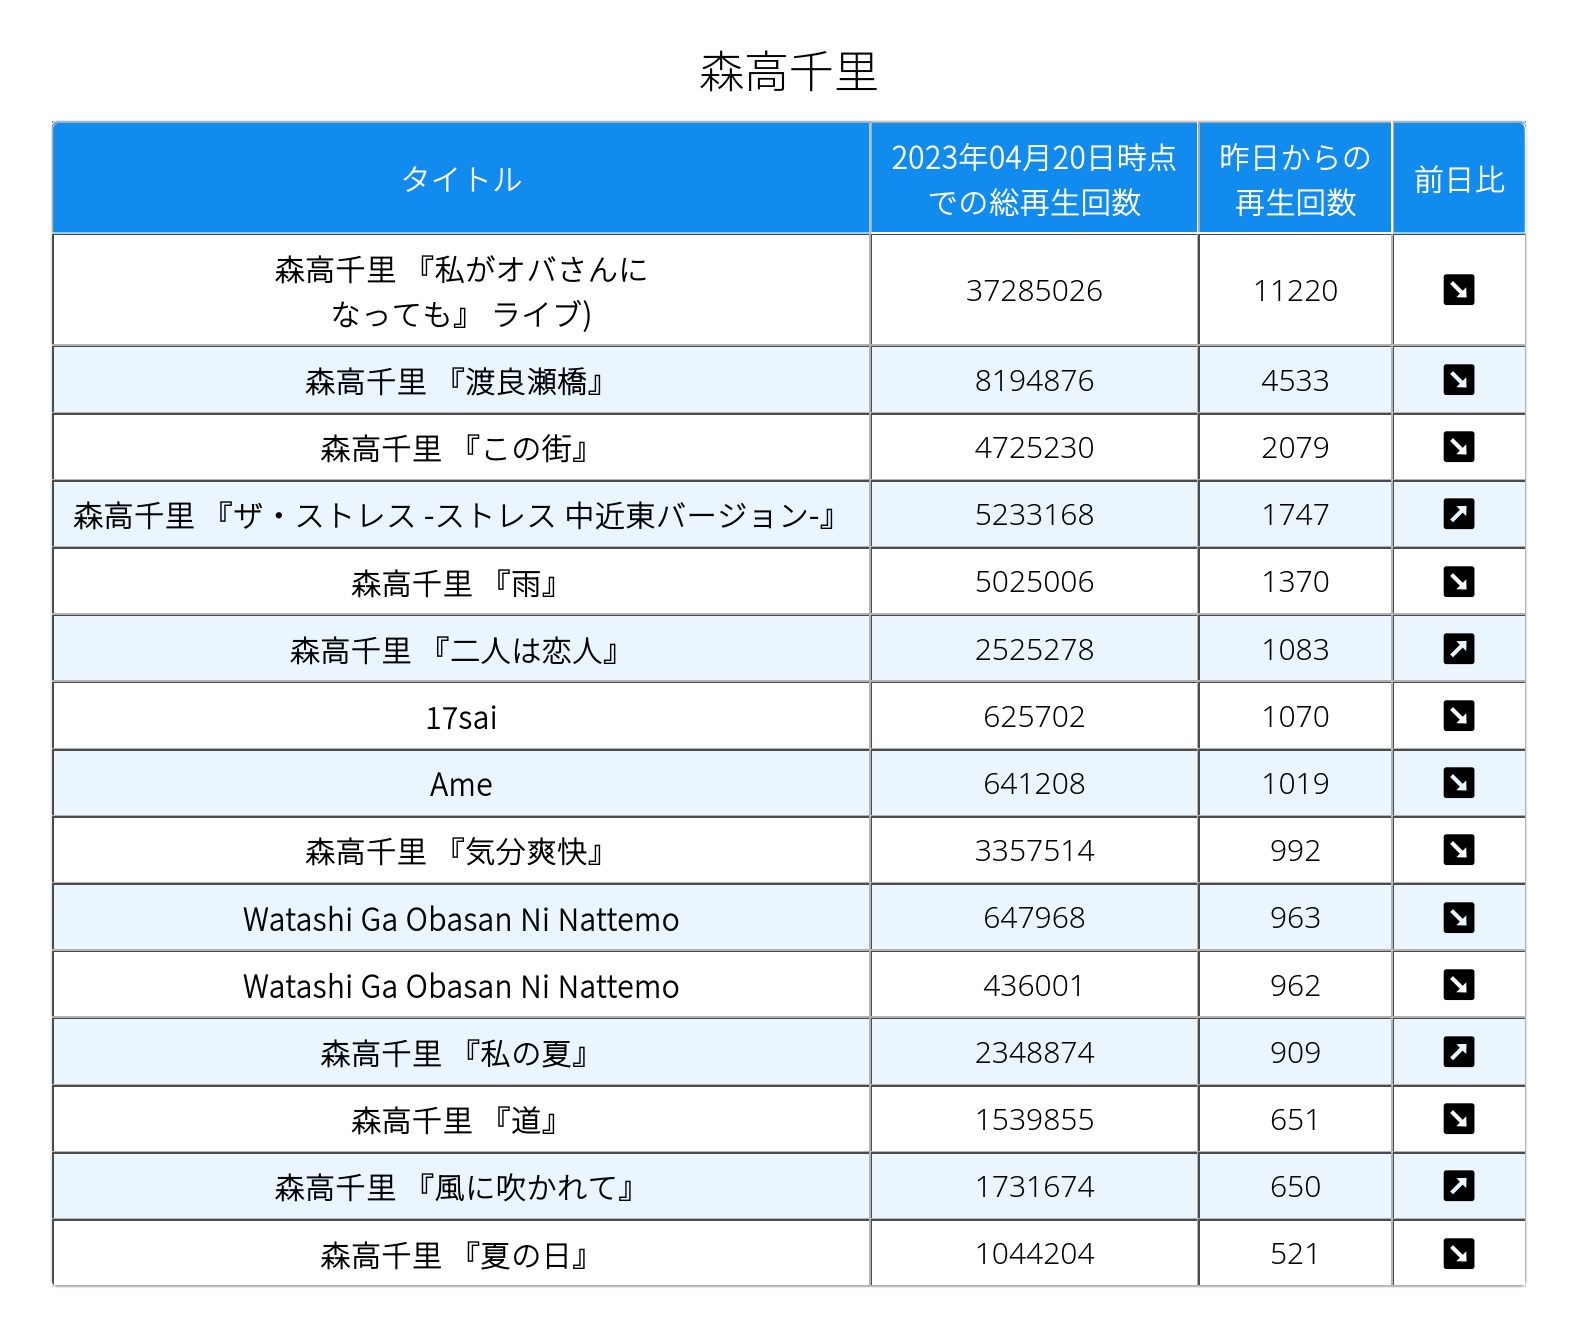 森高千里
タイトル
2023年04月20日時点
での総再生回数
昨日からの
再生回数
前日比
森高千里 『私がオバさんに
なっても』 ライブ)
37285026
11220
森高千里 『渡良瀬橋』
8194876
4533
森高千里 『この街』
4725230
2079
森高千里 『ザ・ストレス -ストレス 中近東バージョン-』
5233168
1747
森高千里 『雨』
5025006
1370
森高千里 『二人は恋人』
2525278
1083
17sai
625702
1070
Ame
641208
1019
森高千里 『気分爽快』
3357514
992
Watashi Ga Obasan Ni Nattemo
647968
963
Watashi Ga Obasan Ni Nattemo
436001
962
森高千里 『私の夏』
2348874
909
森高千里 『道』
1539855
651
森高千里 『風に吹かれて』
1731674
650
森高千里 『夏の日』
1044204
521